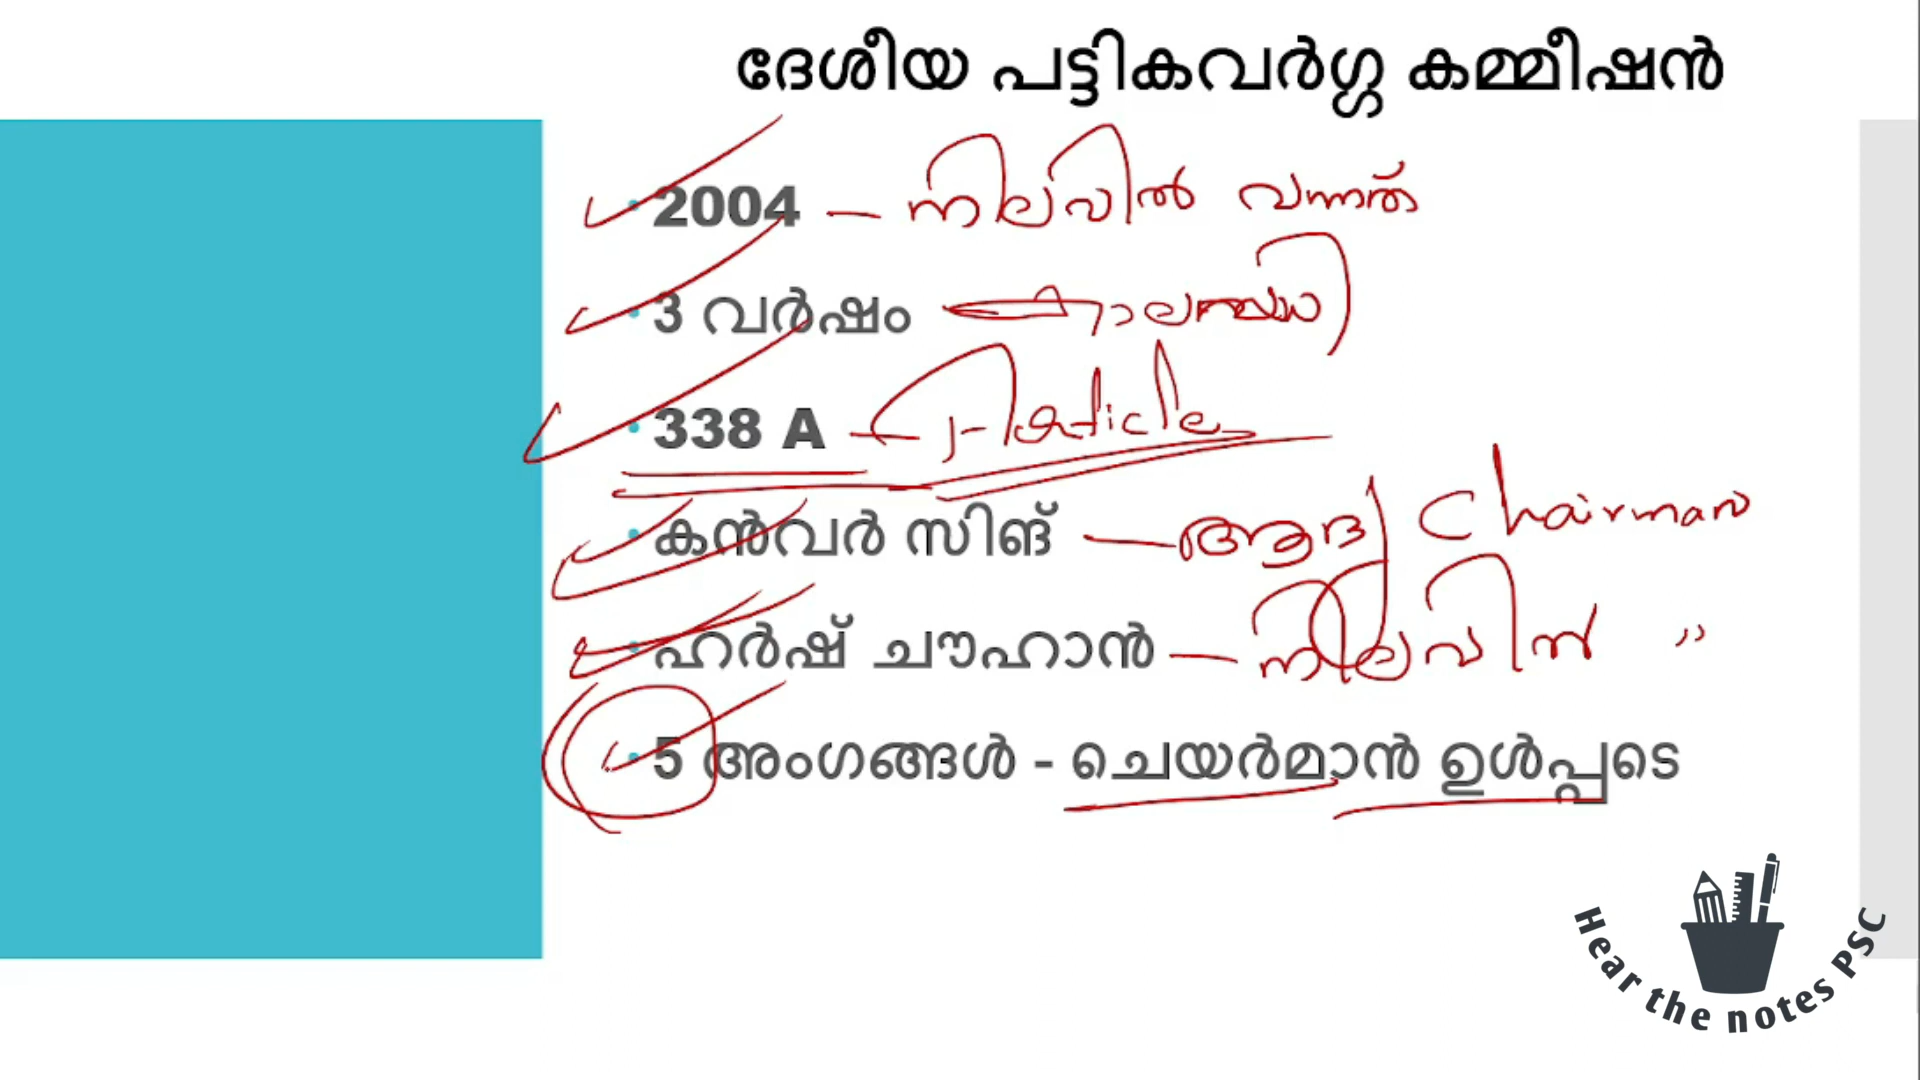 ദേശീയ പട്ടികവർഗ്ഗ കമ്മീഷൻ
2004 — നിലവിൽ വന്നത്
3 വർഷം കാലാവധി
338 A — Article
കൻവർ സിങ് — ആദ്യ Chairman
ഹർഷ് ചൗഹാൻ — നിലവിൽ "
5 അംഗങ്ങൾ - ചെയർമാൻ ഉൾപ്പടെ
Hear the notes PSC